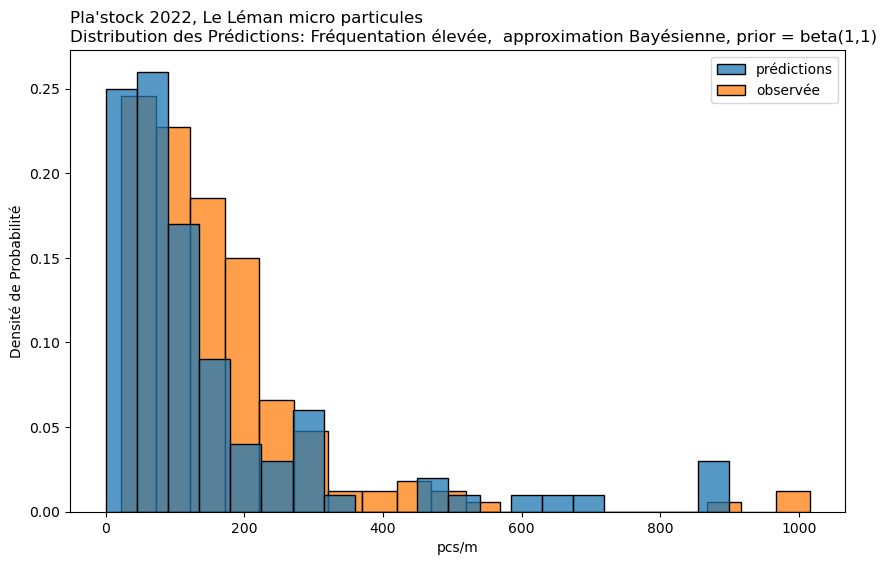 Pla'stock 2022, Le Léman micro particules
Distribution des Prédictions: Fréquentation élevée,  approximation Bayésienne, prior = beta(1,1)
prédictions
observée
0.25
0.20
0.15
0.10
0.05
0.00
Densité de Probabilité
0 200 400 600 800 1000
pcs/m